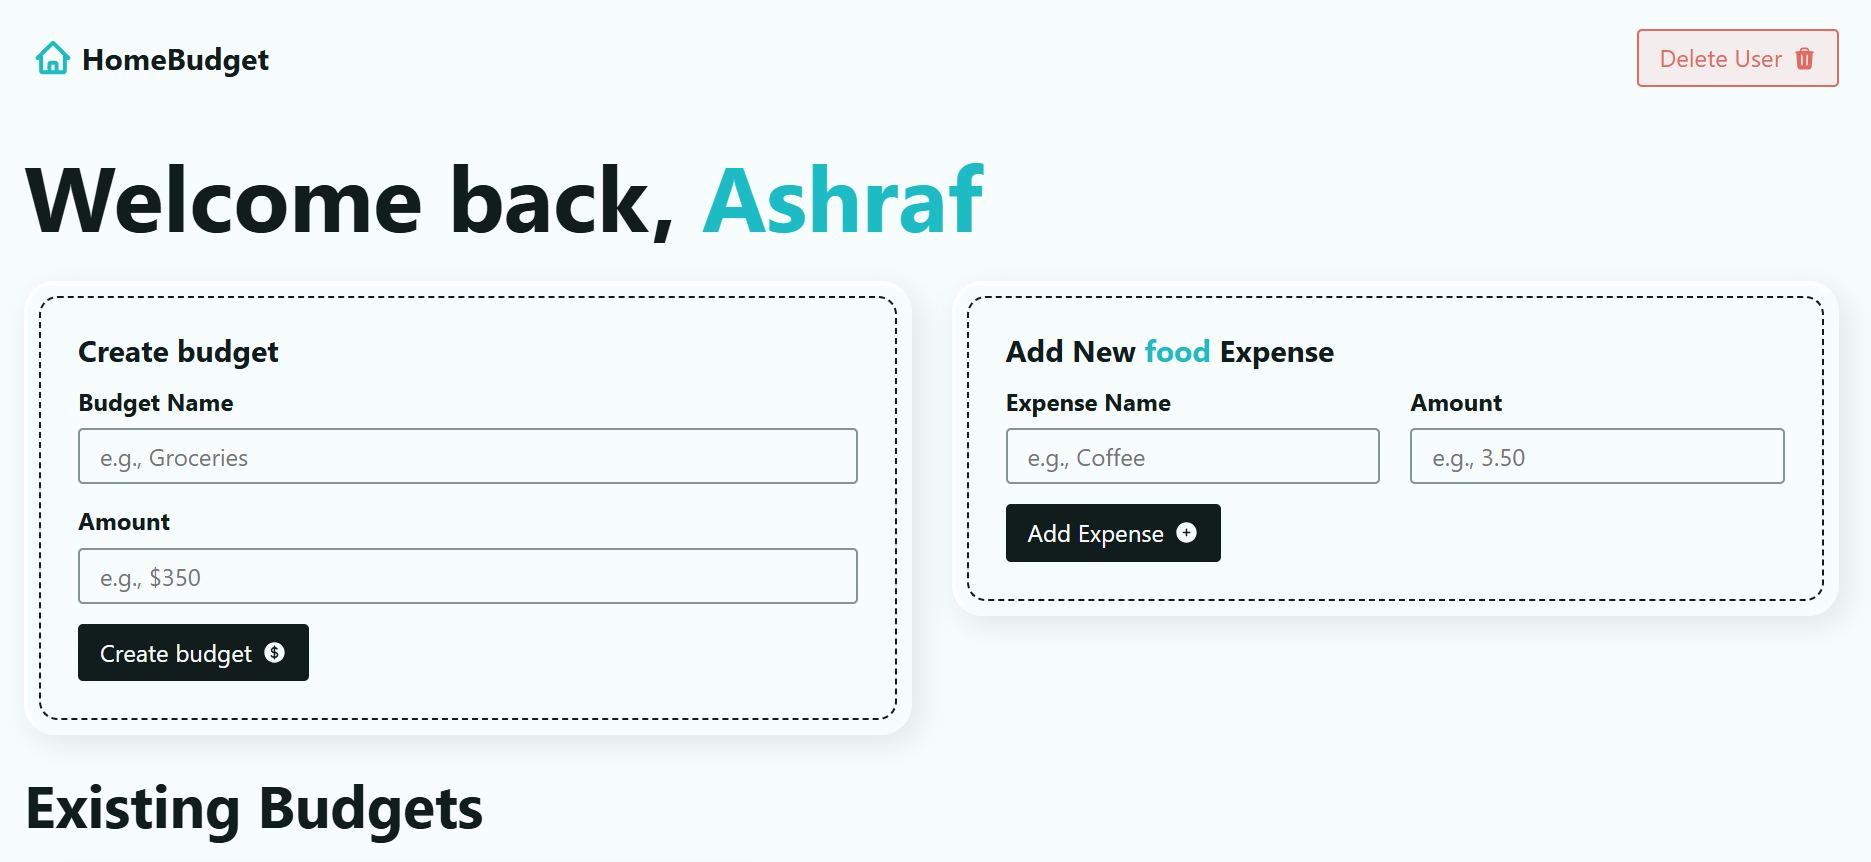 HomeBudget
Delete User
Welcome back, Ashraf
Create budget
Budget Name
e.g., Groceries
Amount
e.g., $350
Create budget $
Add New food Expense
Expense Name
e.g., Coffee
Amount
e.g., 3.50
Add Expense
Existing Budgets